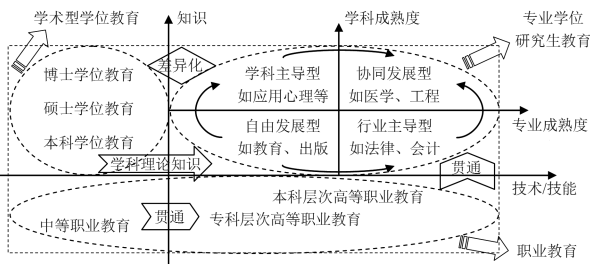 学术型学位教育
知识
学科成熟度
专业学位
研究生教育
差异化
博士学位教育
硕士学位教育
本科学位教育
学科主导型
如应用心理等
协同发展型
如医学、工程
自由发展型
如教育、出版
行业主导型
如法律、会计
专业成熟度
学科理论知识
贯通
技术/技能
本科层次高等职业教育
贯通
专科层次高等职业教育
中等职业教育
职业教育